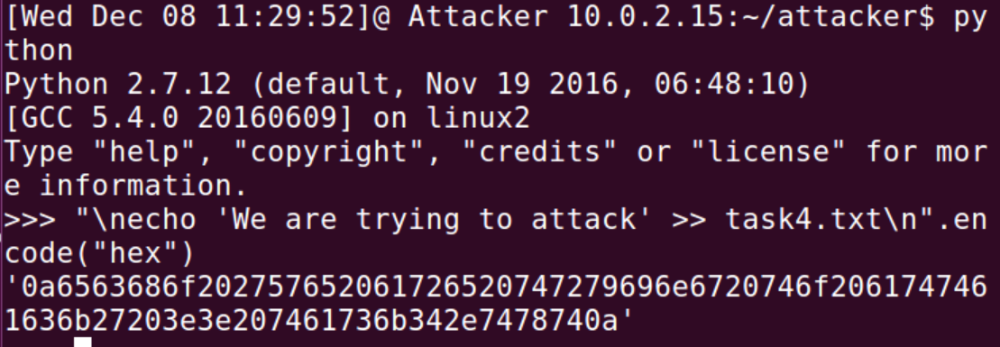 [Wed Dec 08 11:29:52]@ Attacker 10.0.2.15:~/attacker$ py
thon
Python 2.7.12 (default, Nov 19 2016, 06:48:10)
[GCC 5.4.0 20160609] on linux2
Type "help", "copyright", "credits" or "license" for mor
e information.
>>> "\necho 'We are trying to attack' >> task4.txt\n".en
code("hex")
'0a6563686f202757652061726520747279696e6720746f206174746
1636b27203e3e207461736b342e7478740a'